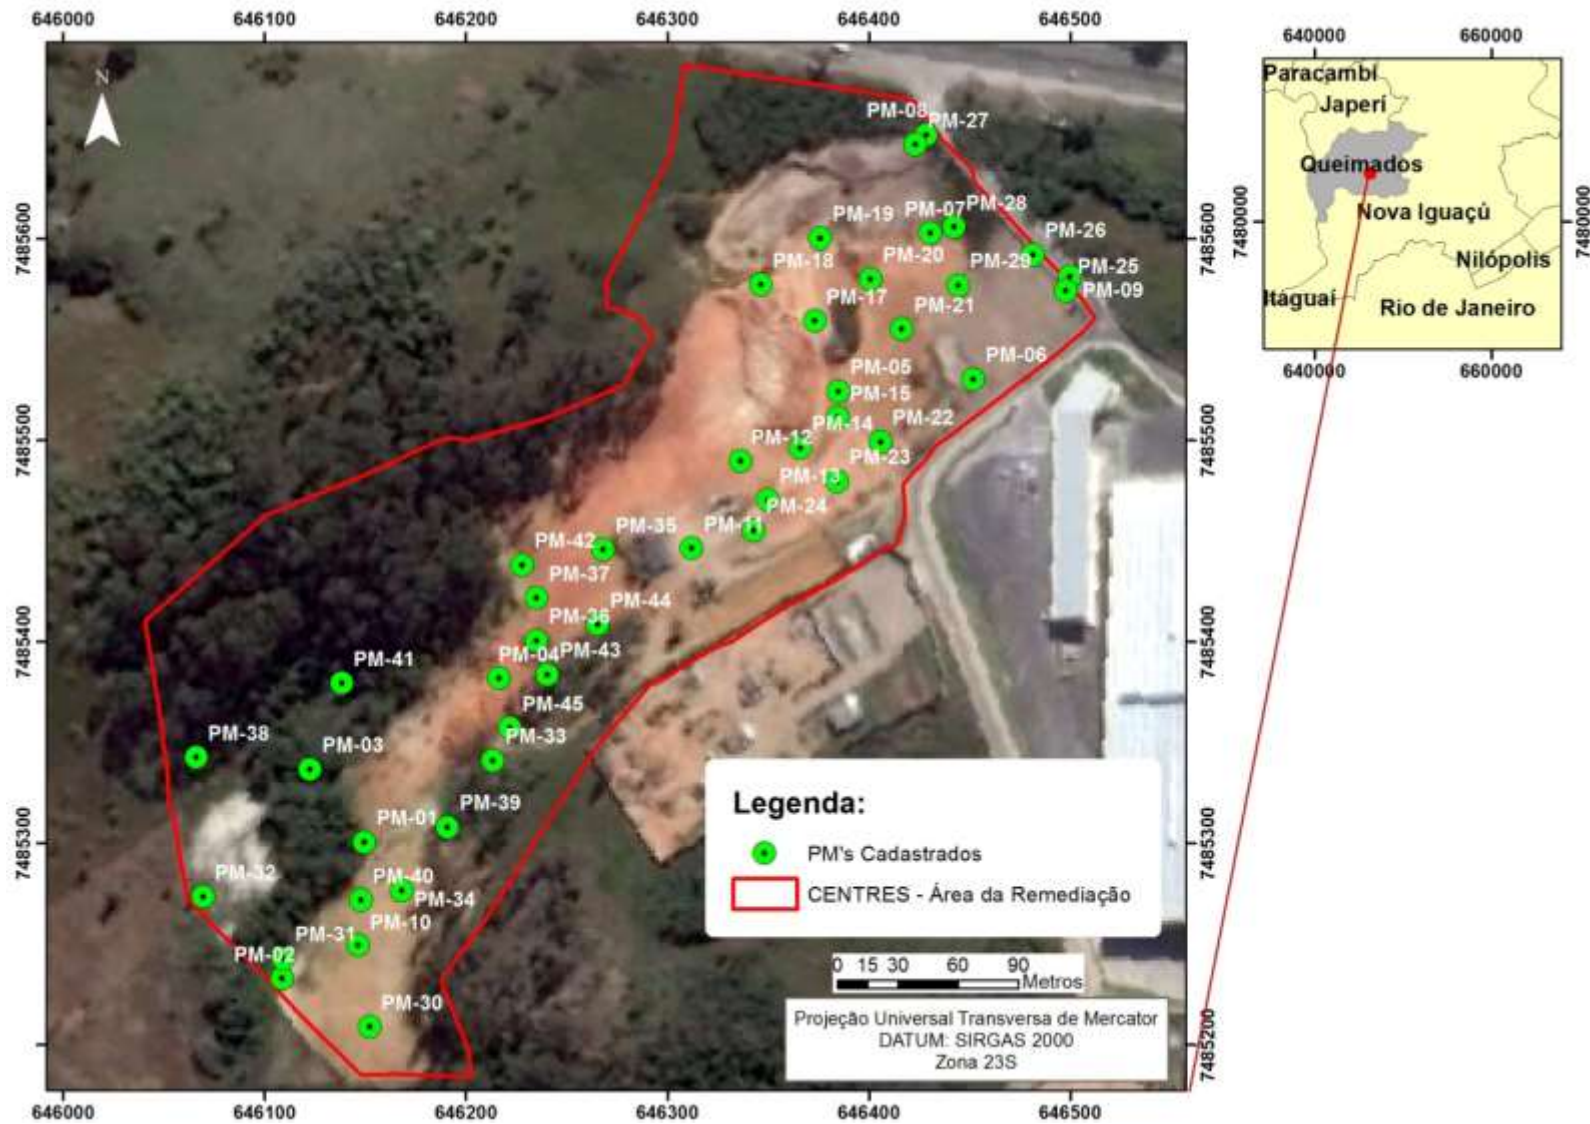 646000 646100 646200 646300 646400 646500
N
PM-08
PM-27
PM-19
PM-07
PM-28
PM-26
PM-18
PM-20
PM-29
PM-25
PM-09
PM-17
PM-21
PM-05
PM-06
PM-15
PM-14
PM-22
PM-12
PM-23
PM-13
PM-24
PM-42
PM-35
PM-11
PM-37
PM-36
PM-44
PM-04
PM-43
PM-41
PM-45
PM-38
PM-03
PM-33
PM-01
PM-39
PM-32
PM-40
PM-34
PM-10
PM-02
PM-31
PM-30
7485600
7485500
7485400
7485300
7485600
7485500
7485400
7485300
7485200
Legenda:
PM's Cadastrados
CENTRES - Área da Remediação
0 15 30 60 90
Metros
Projeção Universal Transversa de Mercator
DATUM: SIRGAS 2000
Zona 23S
646000 646100 646200 646300 646400 646500
640000 660000
Paracambí
Japerí
Queimados
Nova Iguaçú
Nilópolis
Itaguaí
Rio de Janeiro
7480000
7480000
640000 660000